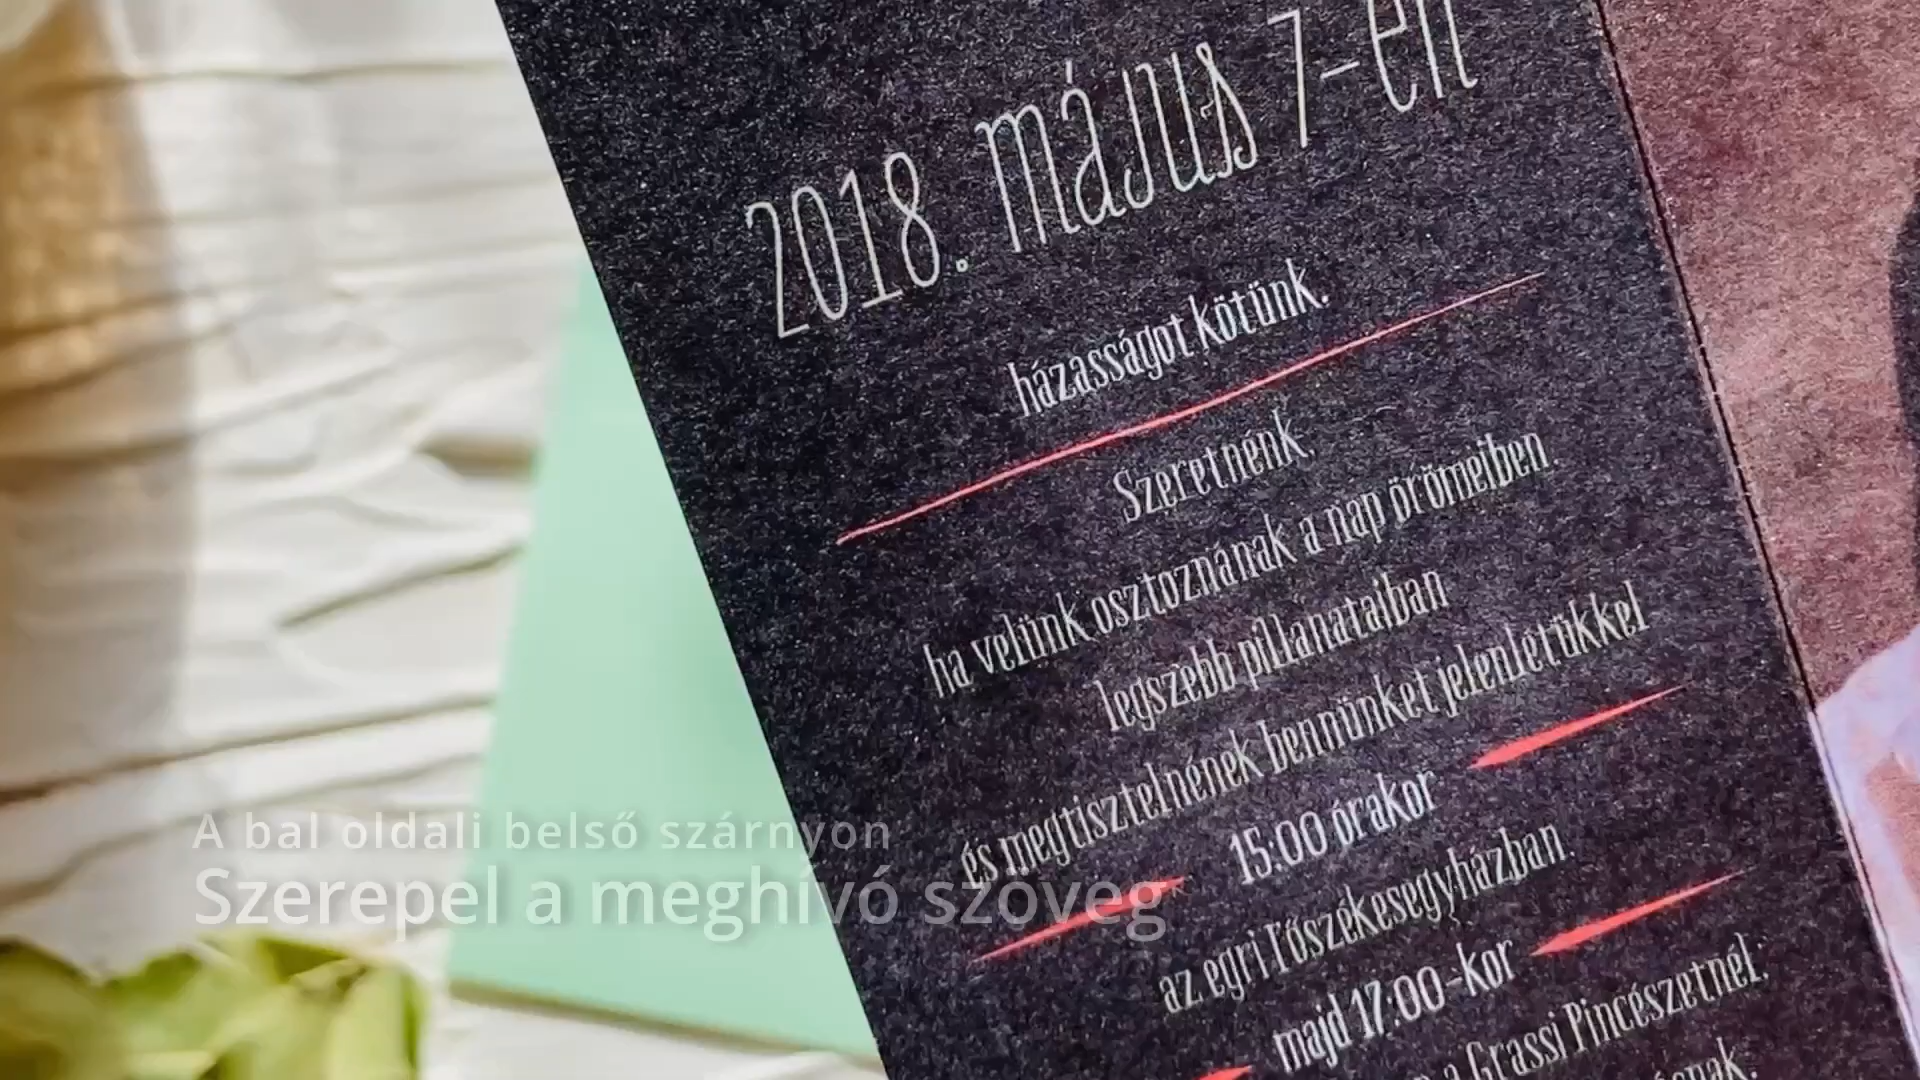 2018. május 7-én
házasságot kötünk.
Szeretnénk,
ha velünk osztoznának a nap örömeiben
legszebb pillanataiban
és megtisztelnének bennünket jelenlétükkel
15:00 órakor
az egri Főszékesegyházban
majd 17:00-kor
a Grassi Pincészetnél.
A bal oldali belső szárnyon
Szerepel a meghívó szöveg